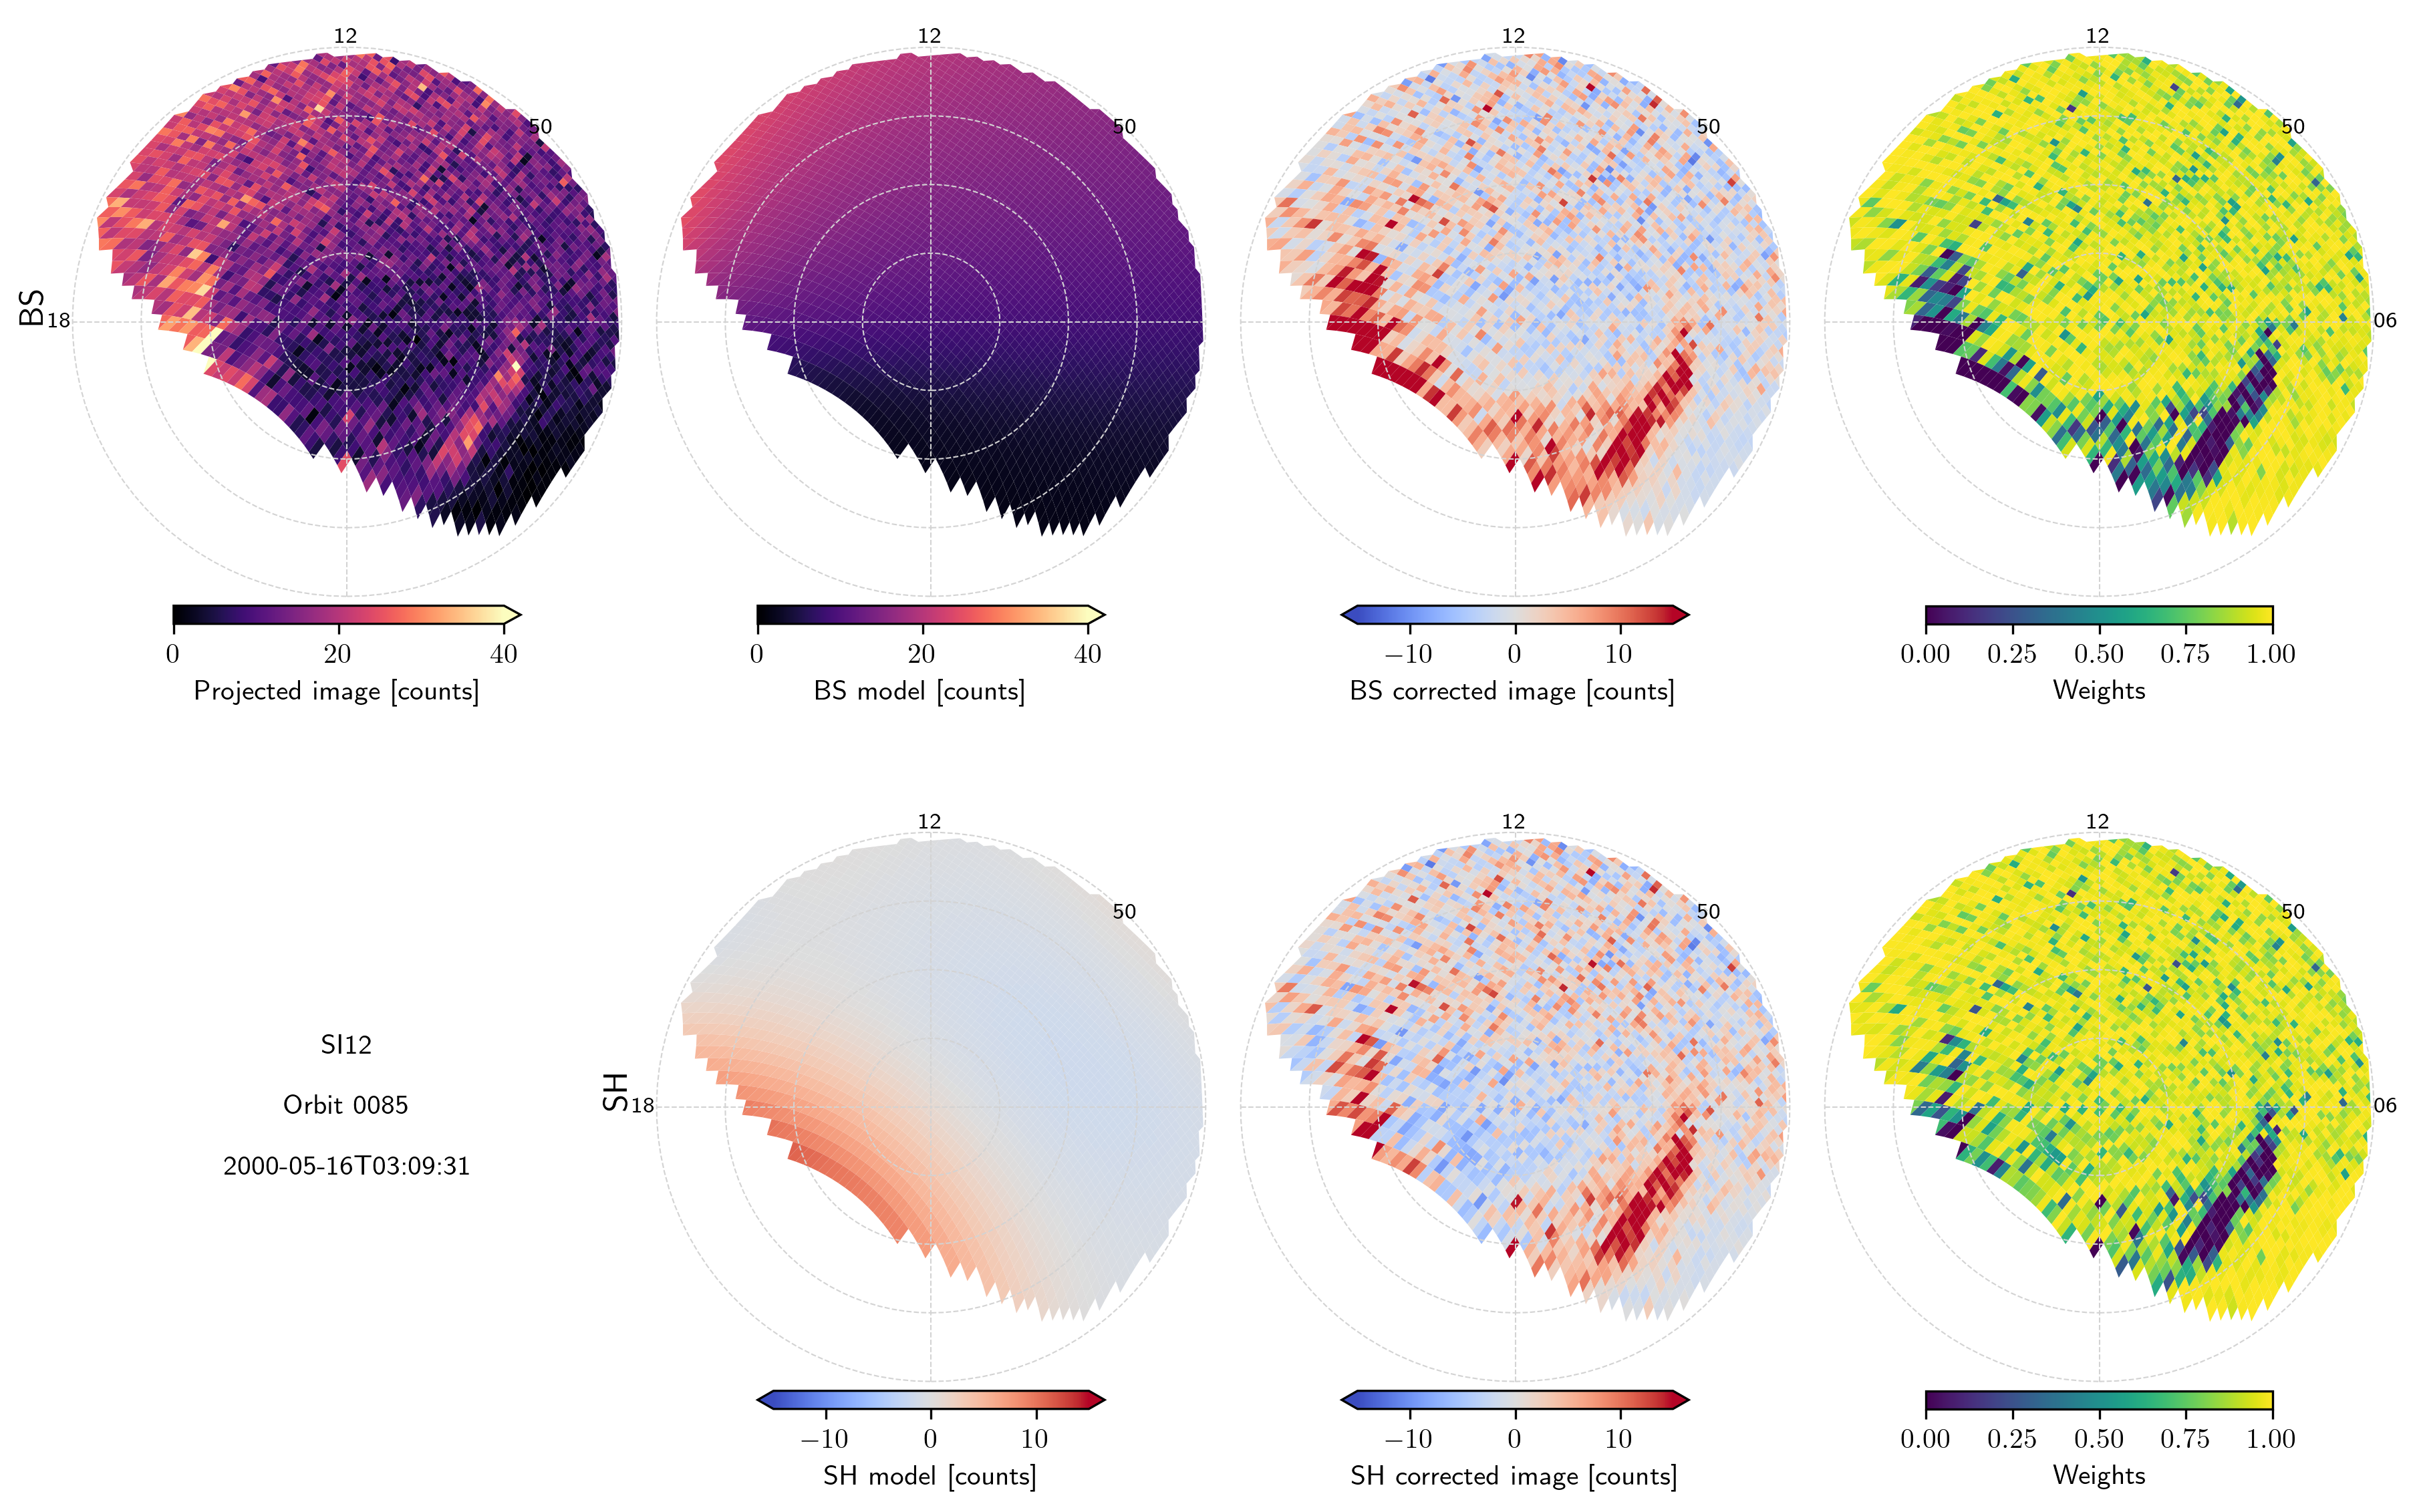 12 12 12 12
50 50 50 50
BS 18 06
0 20 40 0 20 40 −10 0 10 0.00 0.25 0.50 0.75 1.00
Projected image [counts] BS model [counts] BS corrected image [counts] Weights
12 12 12
50 50 50
SI12
Orbit 0085
2000-05-16T03:09:31
SH 18 06
−10 0 10 −10 0 10 0.00 0.25 0.50 0.75 1.00
SH model [counts] SH corrected image [counts] Weights